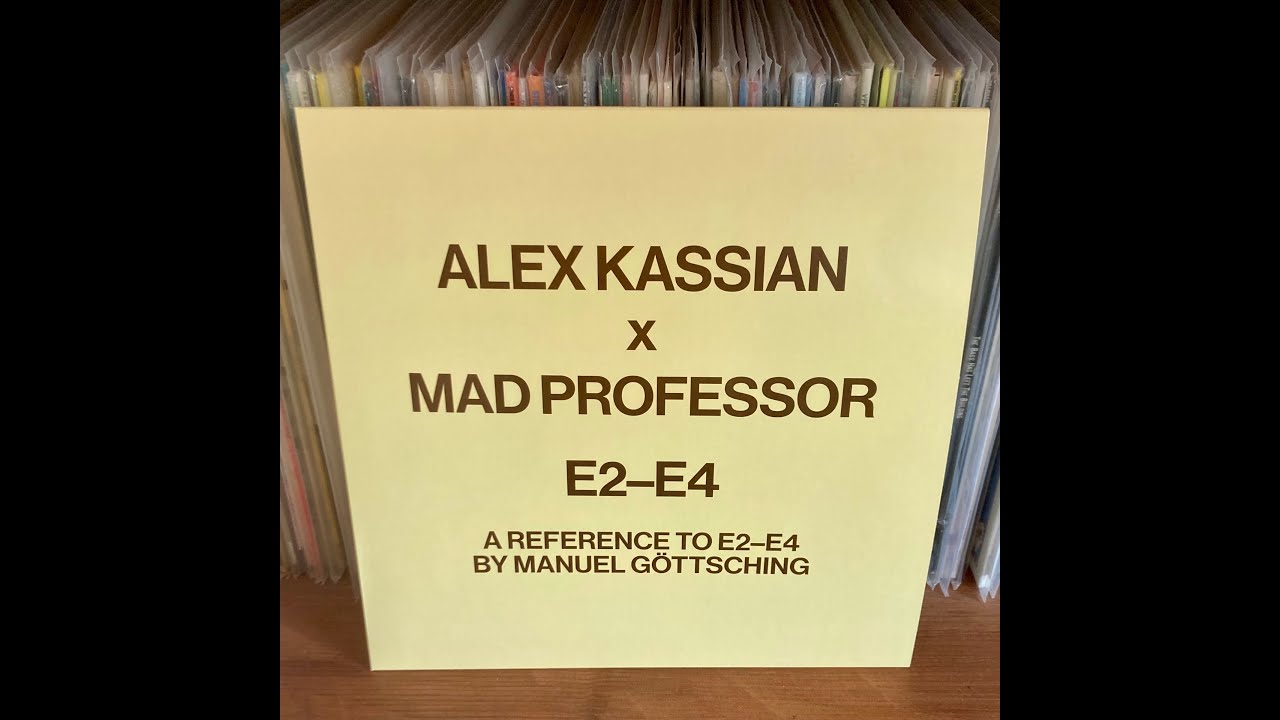 ALEX KASSIAN
x
MAD PROFESSOR
E2–E4
A REFERENCE TO E2–E4
BY MANUEL GÖTTSCHING